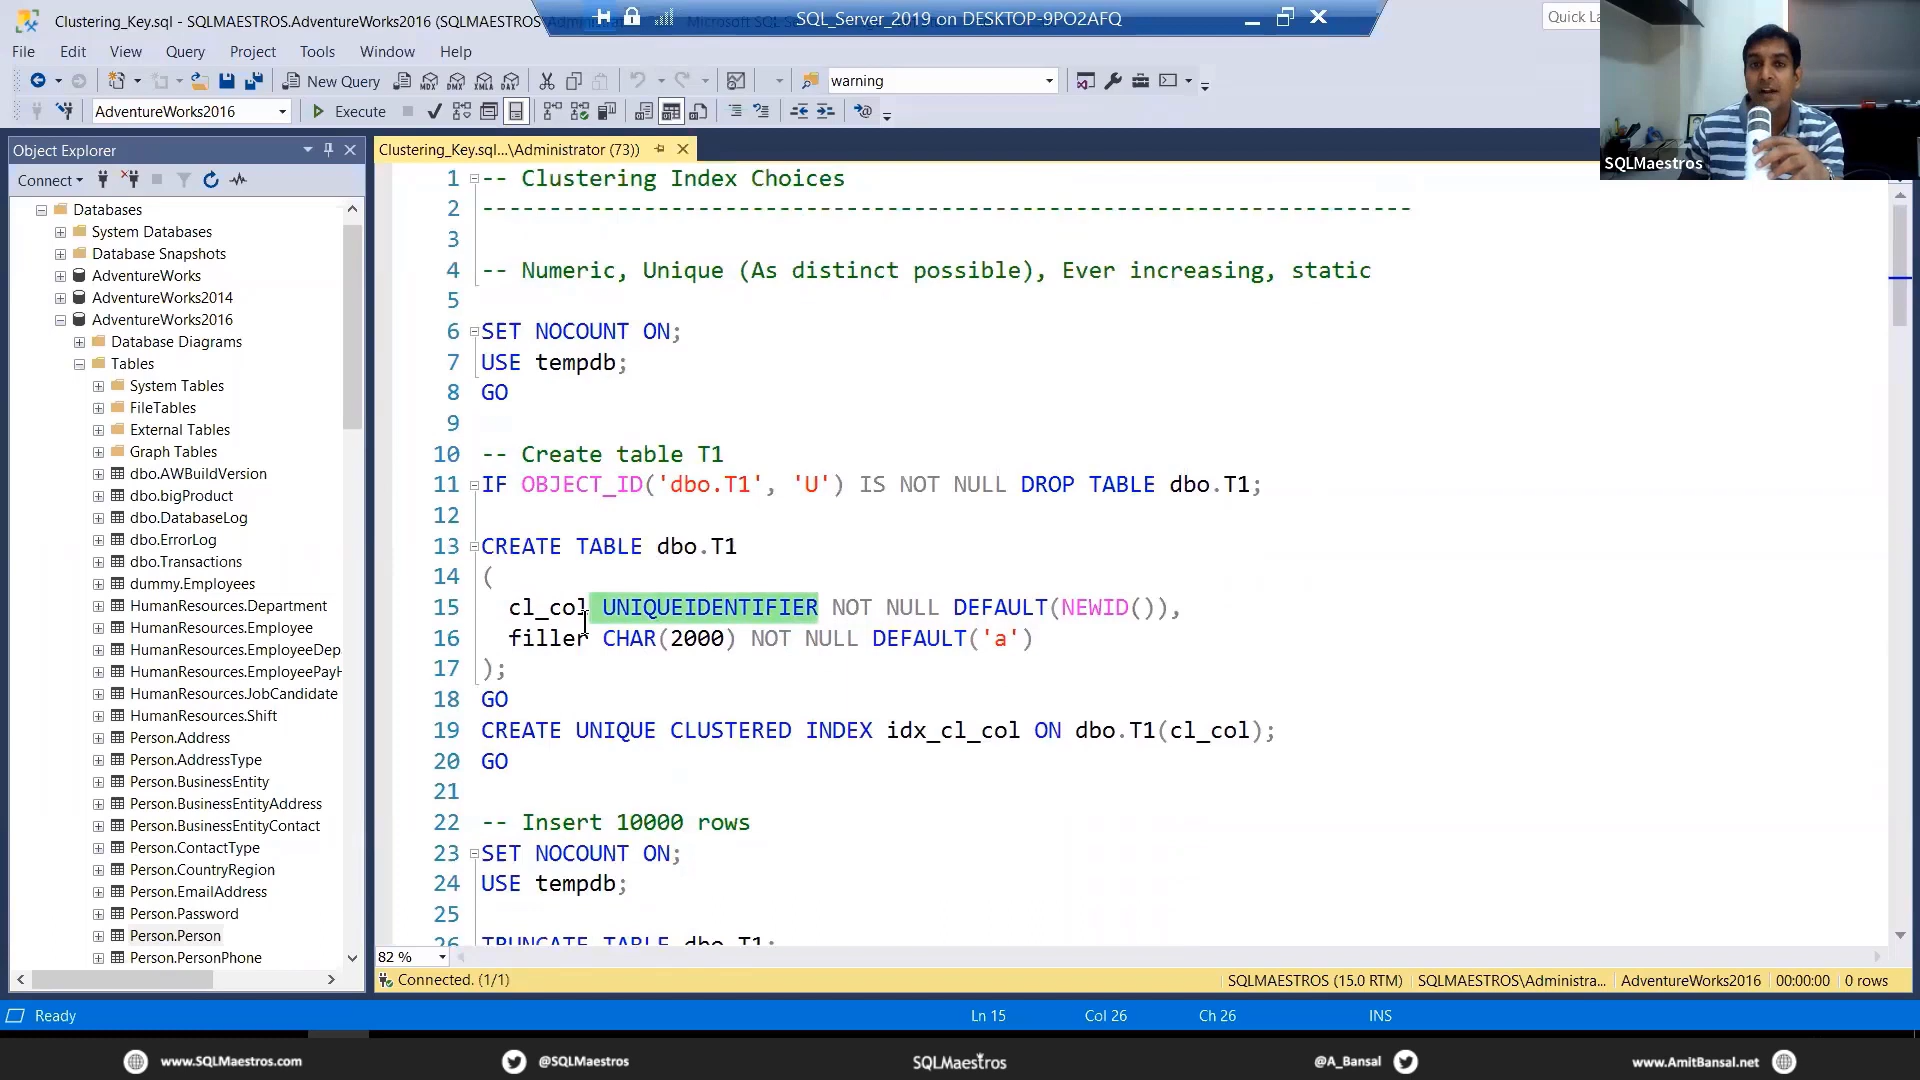 Clustering_Key.sql - SQLMAESTROS.AdventureWorks2016 (SQLMAESTROS\
SQL_Server_2019 on DESKTOP-9PO2AFQ
Quick La
File Edit View Query Project Tools Window Help
New Query
MDX DMX XMLA DAX
warning
AdventureWorks2016
Execute
SQLMaestros
Object Explorer
Connect
Databases
System Databases
Database Snapshots
AdventureWorks
AdventureWorks2014
AdventureWorks2016
Database Diagrams
Tables
System Tables
FileTables
External Tables
Graph Tables
dbo.AWBuildVersion
dbo.bigProduct
dbo.DatabaseLog
dbo.ErrorLog
dbo.Transactions
dummy.Employees
HumanResources.Department
HumanResources.Employee
HumanResources.EmployeeDep
HumanResources.EmployeePayH
HumanResources.JobCandidate
HumanResources.Shift
Person.Address
Person.AddressType
Person.BusinessEntity
Person.BusinessEntityAddress
Person.BusinessEntityContact
Person.ContactType
Person.CountryRegion
Person.EmailAddress
Person.Password
Person.Person
Person.PersonPhone
Clustering_Key.sql...\Administrator (73))
1 -- Clustering Index Choices
2 ---------------------------------------------------------------------
3
4 -- Numeric, Unique (As distinct possible), Ever increasing, static
5
6 SET NOCOUNT ON;
7 USE tempdb;
8 GO
9
10 -- Create table T1
11 IF OBJECT_ID('dbo.T1', 'U') IS NOT NULL DROP TABLE dbo.T1;
12
13 CREATE TABLE dbo.T1
14 (
15 cl_col UNIQUEIDENTIFIER NOT NULL DEFAULT(NEWID()),
16 filler CHAR(2000) NOT NULL DEFAULT('a')
17 );
18 GO
19 CREATE UNIQUE CLUSTERED INDEX idx_cl_col ON dbo.T1(cl_col);
20 GO
21
22 -- Insert 10000 rows
23 SET NOCOUNT ON;
24 USE tempdb;
25
26 TRUNCATE TABLE dbo.T1;
82 %
Connected. (1/1)
SQLMAESTROS (15.0 RTM) SQLMAESTROS\Administra... AdventureWorks2016 00:00:00 0 rows
Ready Ln 15 Col 26 Ch 26 INS
www.SQLMaestros.com @SQLMaestros SQLMaestros @A_Bansal www.AmitBansal.net